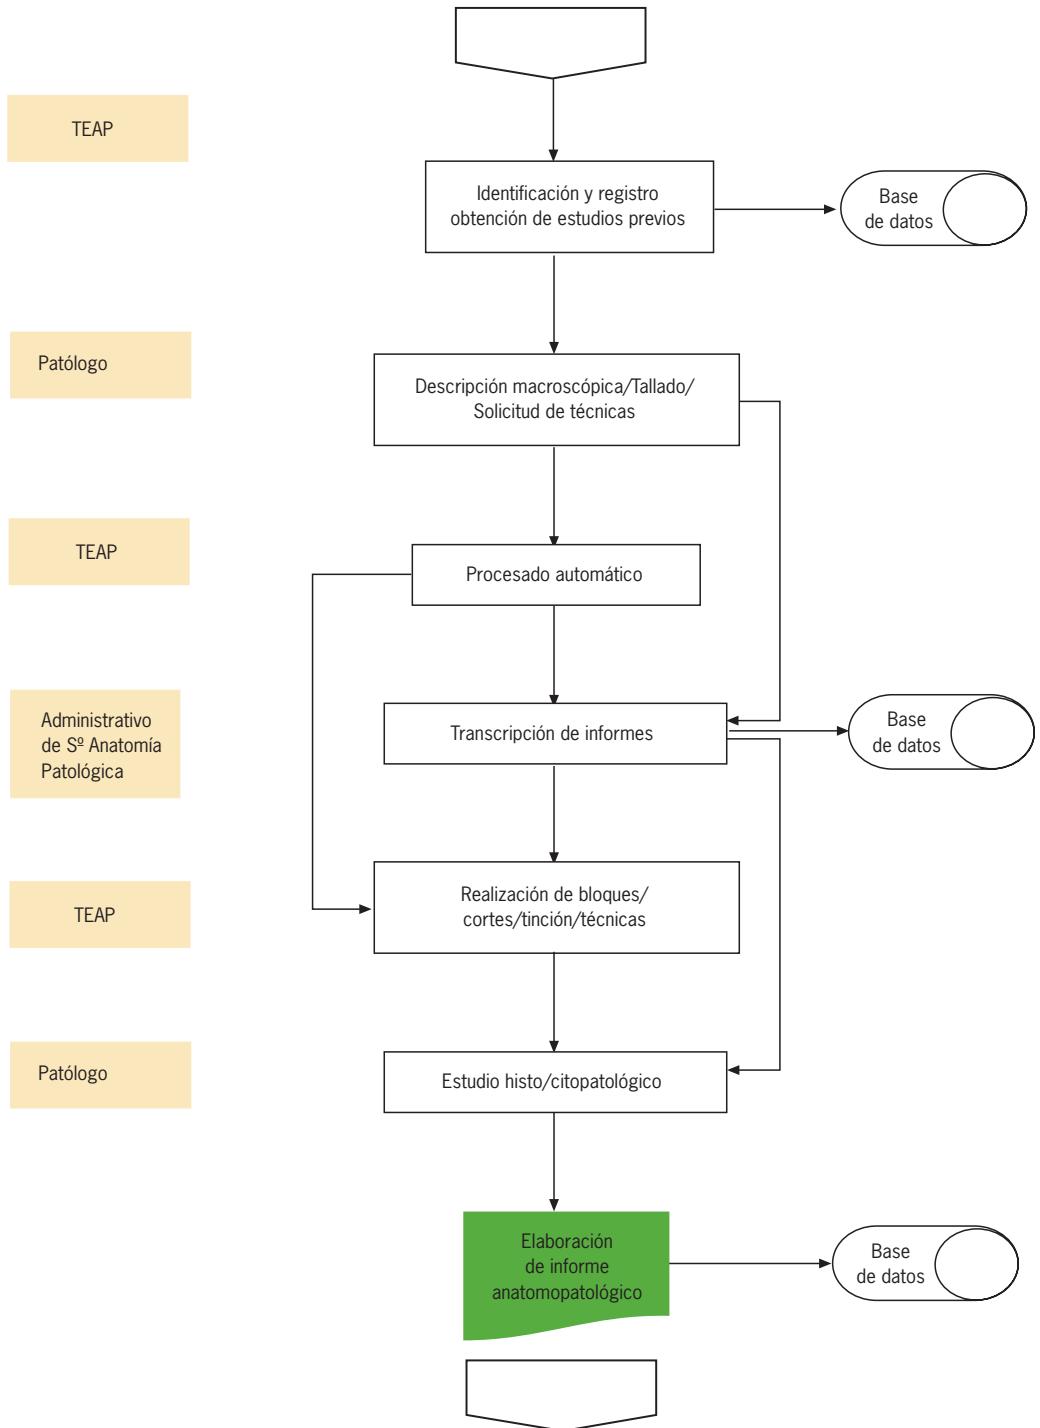 TEAP
Identificación y registro
obtención de estudios previos
Base
de datos
Patólogo
Descripción macroscópica/Tallado/
Solicitud de técnicas
TEAP
Procesado automático
Administrativo
de Sº Anatomía
Patológica
Transcripción de informes
Base
de datos
TEAP
Realización de bloques/
cortes/tinción/técnicas
Patólogo
Estudio histo/citopatológico
Elaboración
de informe
anatomopatológico
Base
de datos